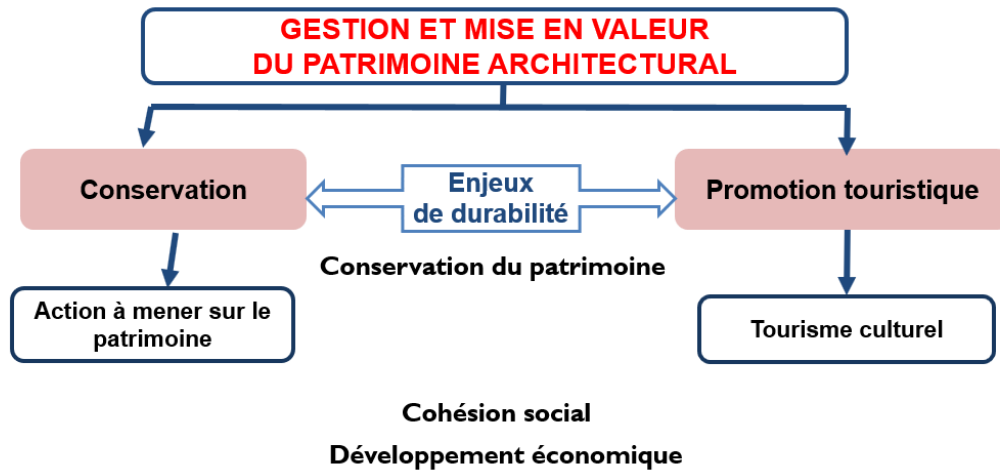 GESTION ET MISE EN VALEUR
DU PATRIMOINE ARCHITECTURAL
Conservation
Enjeux
de durabilité
Promotion touristique
Conservation du patrimoine
Action à mener sur le
patrimoine
Tourisme culturel
Cohésion social
Développement économique